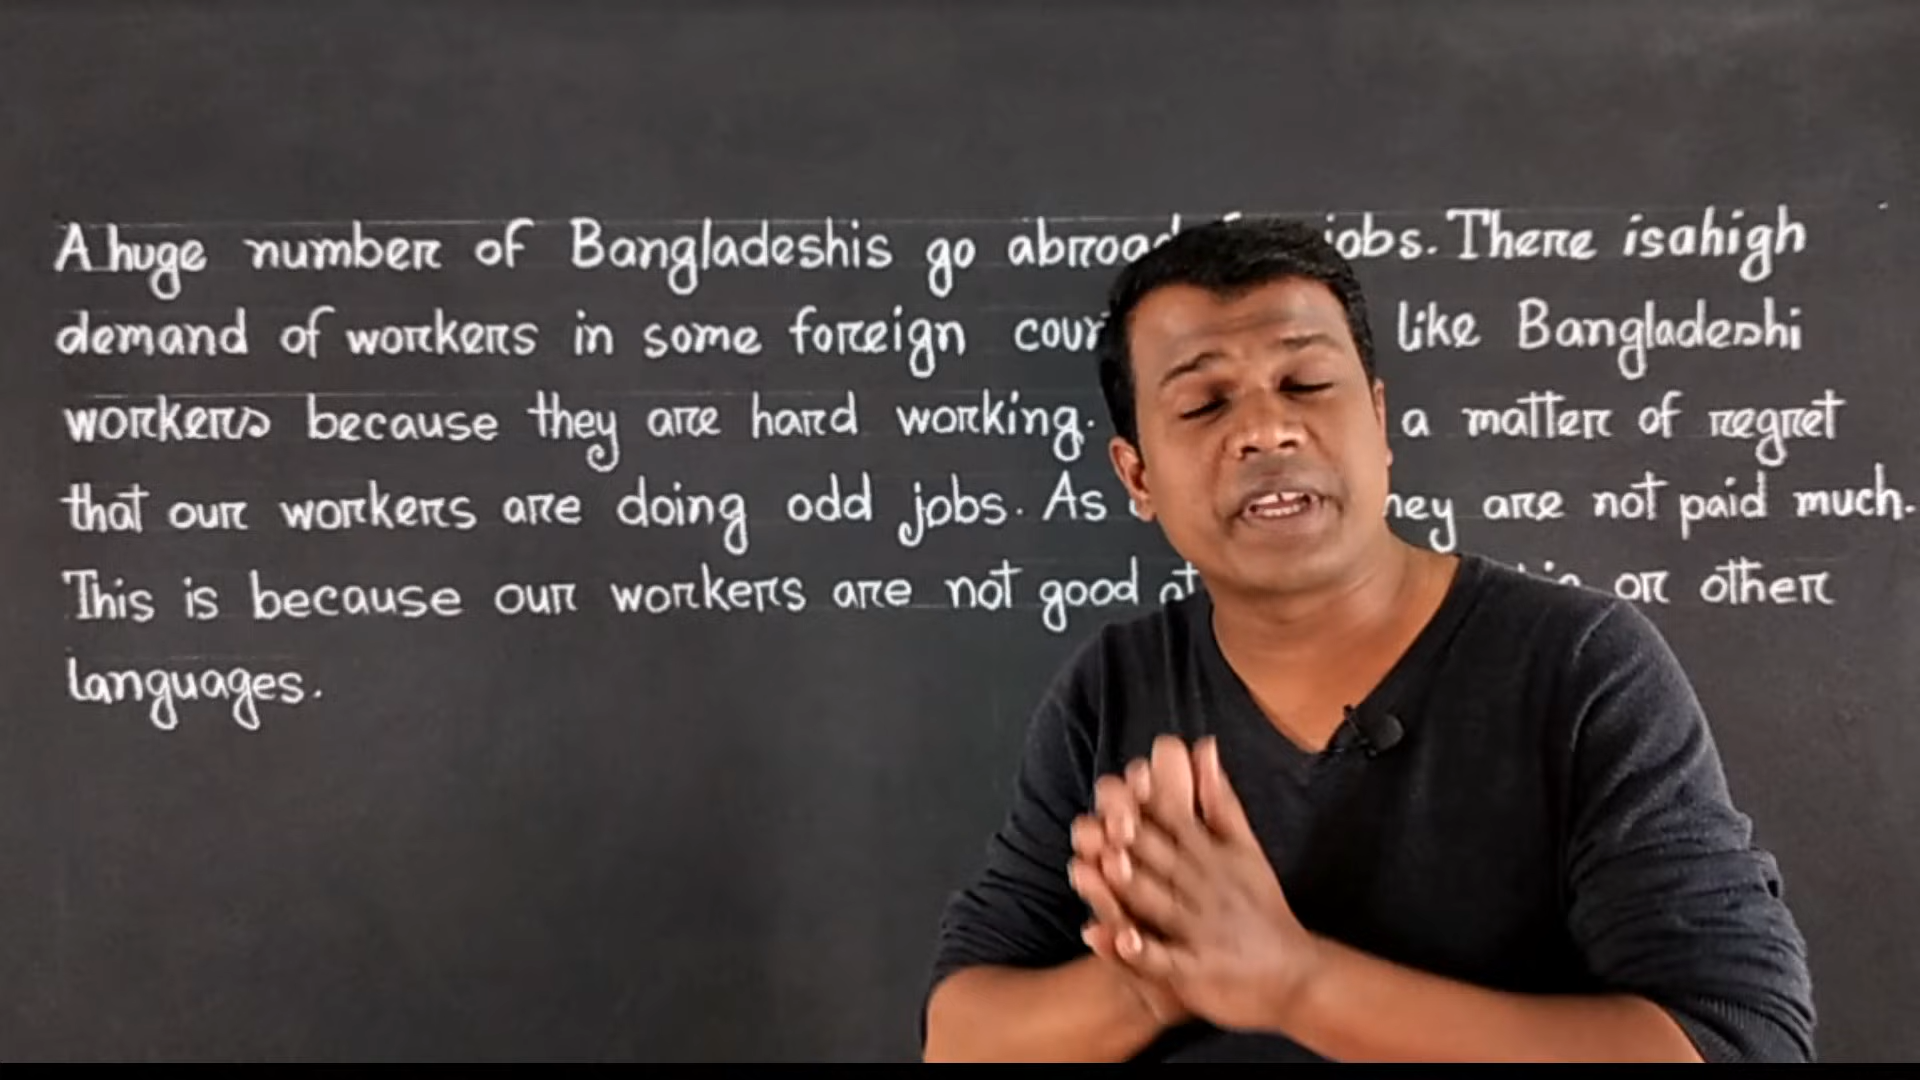 A huge number of Bangladeshis go abroad jobs. There is a high
demand of workers in some foreign like Bangladeshi
workers because they are hard working. a matter of regret
that our workers are doing odd jobs. As they are not paid much.
This is because our workers are not good at or other
languages.